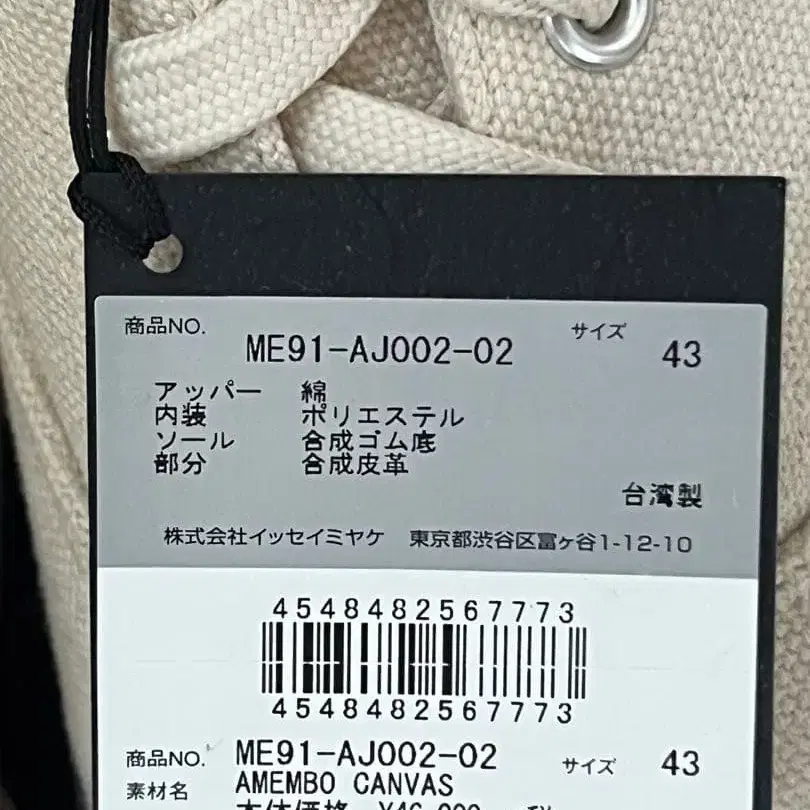 商品NO. ME91-AJ002-02 サイズ 43
アッパー 綿
内装 ポリエステル
ソール 合成ゴム底
部分 合成皮革
台湾製
株式会社イッセイミヤケ 東京都渋谷区富ヶ谷1-12-10
4548482567773
4548482567773
商品NO. ME91-AJ002-02 サイズ 43
素材名 AMEMBO CANVAS
本体価格